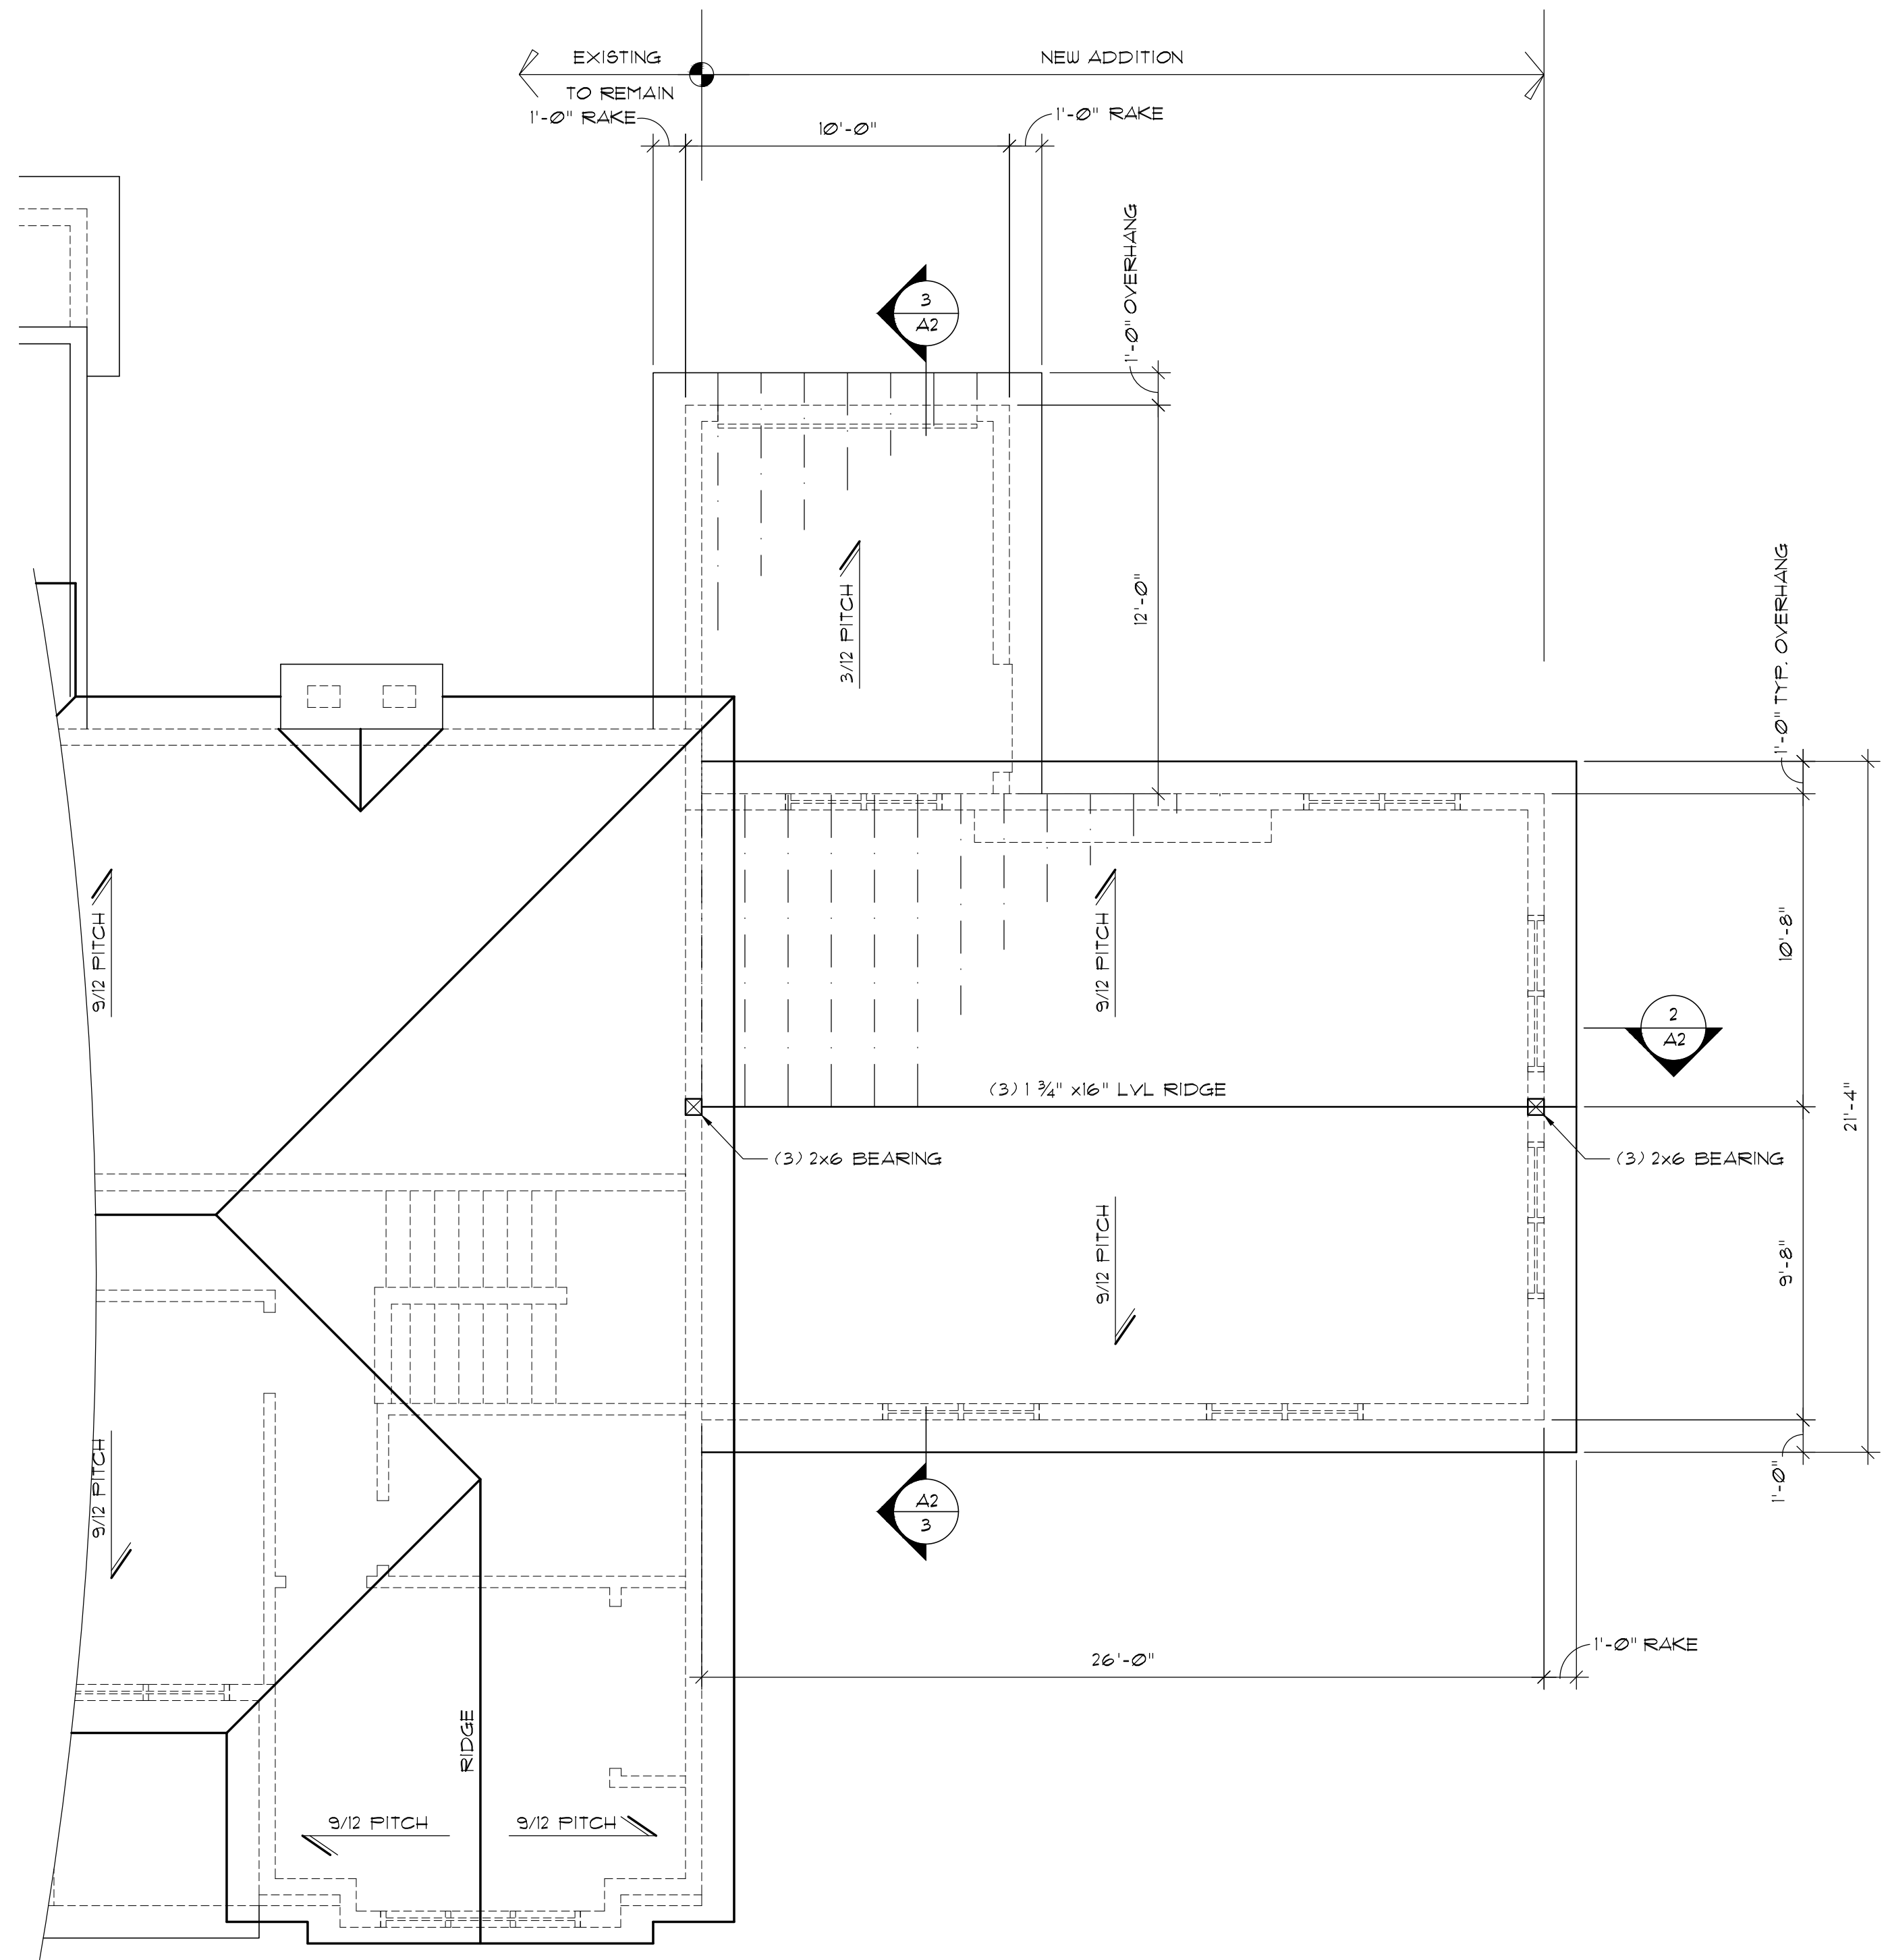 EXISTING
NEW ADDITION
TO REMAIN
1'-0" RAKE
10'-0"
1'-0" RAKE
1'-0" OVERHANG
3
A2
12'-0"
3/12 PITCH
1'-0" TYP. OVERHANG
9/12 PITCH
9/12 PITCH
10'-8"
2
A2
(3) 1 3/4" x16" LVL RIDGE
21'-4"
(3) 2x6 BEARING
(3) 2x6 BEARING
9/12 PITCH
9'-8"
9/12 PITCH
1'-0"
A2
3
1'-0" RAKE
26'-0"
RIDGE
9/12 PITCH
9/12 PITCH